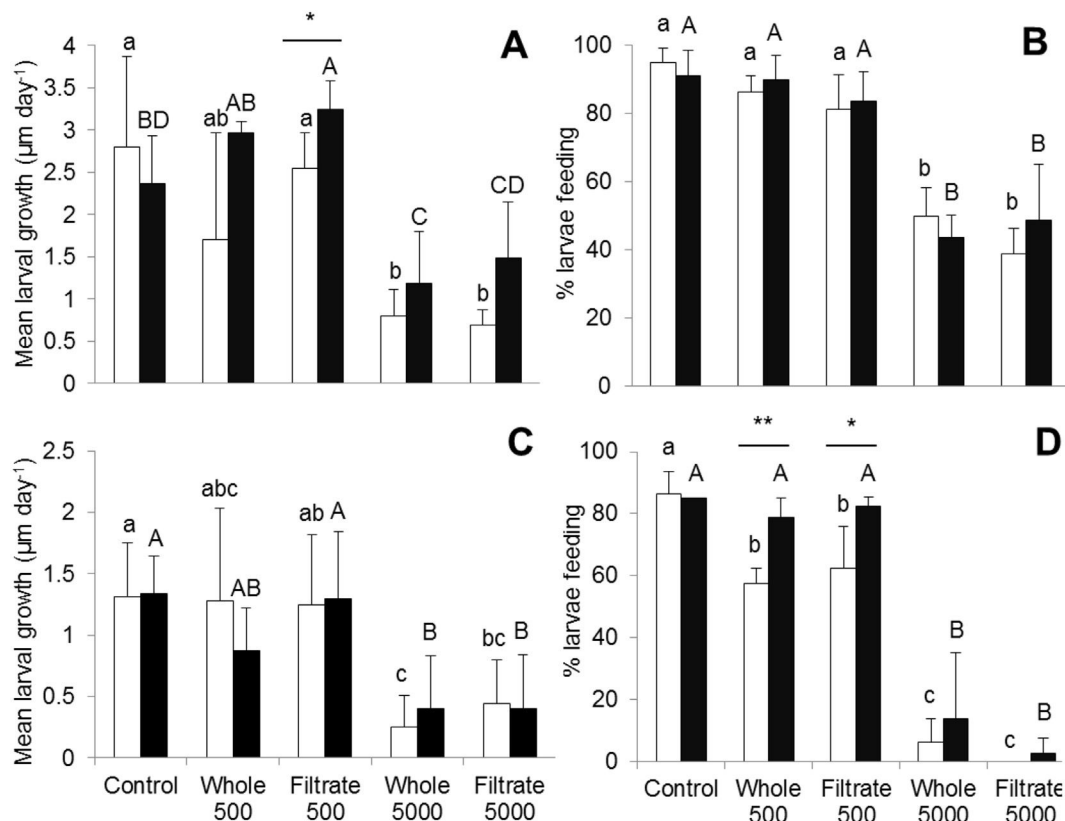 *
A
Mean larval growth (µm day-1)
4
3.5
3
2.5
2
1.5
1
0.5
0
a
BD
ab
AB
a
A
b
C
b
CD
B
% larvae feeding
100
80
60
40
20
0
a
A
a
A
a
A
b
B
b
B
C
Mean larval growth (µm day-1)
2.5
2
1.5
1
0.5
0
a
A
abc
AB
ab
A
c
B
bc
B
Control
Whole
500
Filtrate
500
Whole
5000
Filtrate
5000
D
% larvae feeding
100
80
60
40
20
0
**
*
a
A
b
A
b
A
c
B
c
B
Control
Whole
500
Filtrate
500
Whole
5000
Filtrate
5000